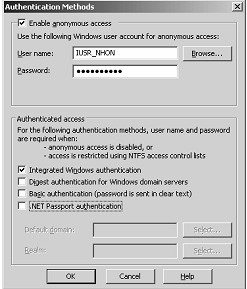 Authentication Methods
Enable anonymous access
Use the following Windows user account for anonymous access:
User name: IUSR_NHON Browse...
Password: ●●●●●●●●●●
Authenticated access
For the following authentication methods, user name and password
are required when:
- anonymous access is disabled, or
- access is restricted using NTFS access control lists
Integrated Windows authentication
Digest authentication for Windows domain servers
Basic authentication (password is sent in clear text)
.NET Passport authentication
Default domain: Select...
Realm: Select...
OK Cancel Help